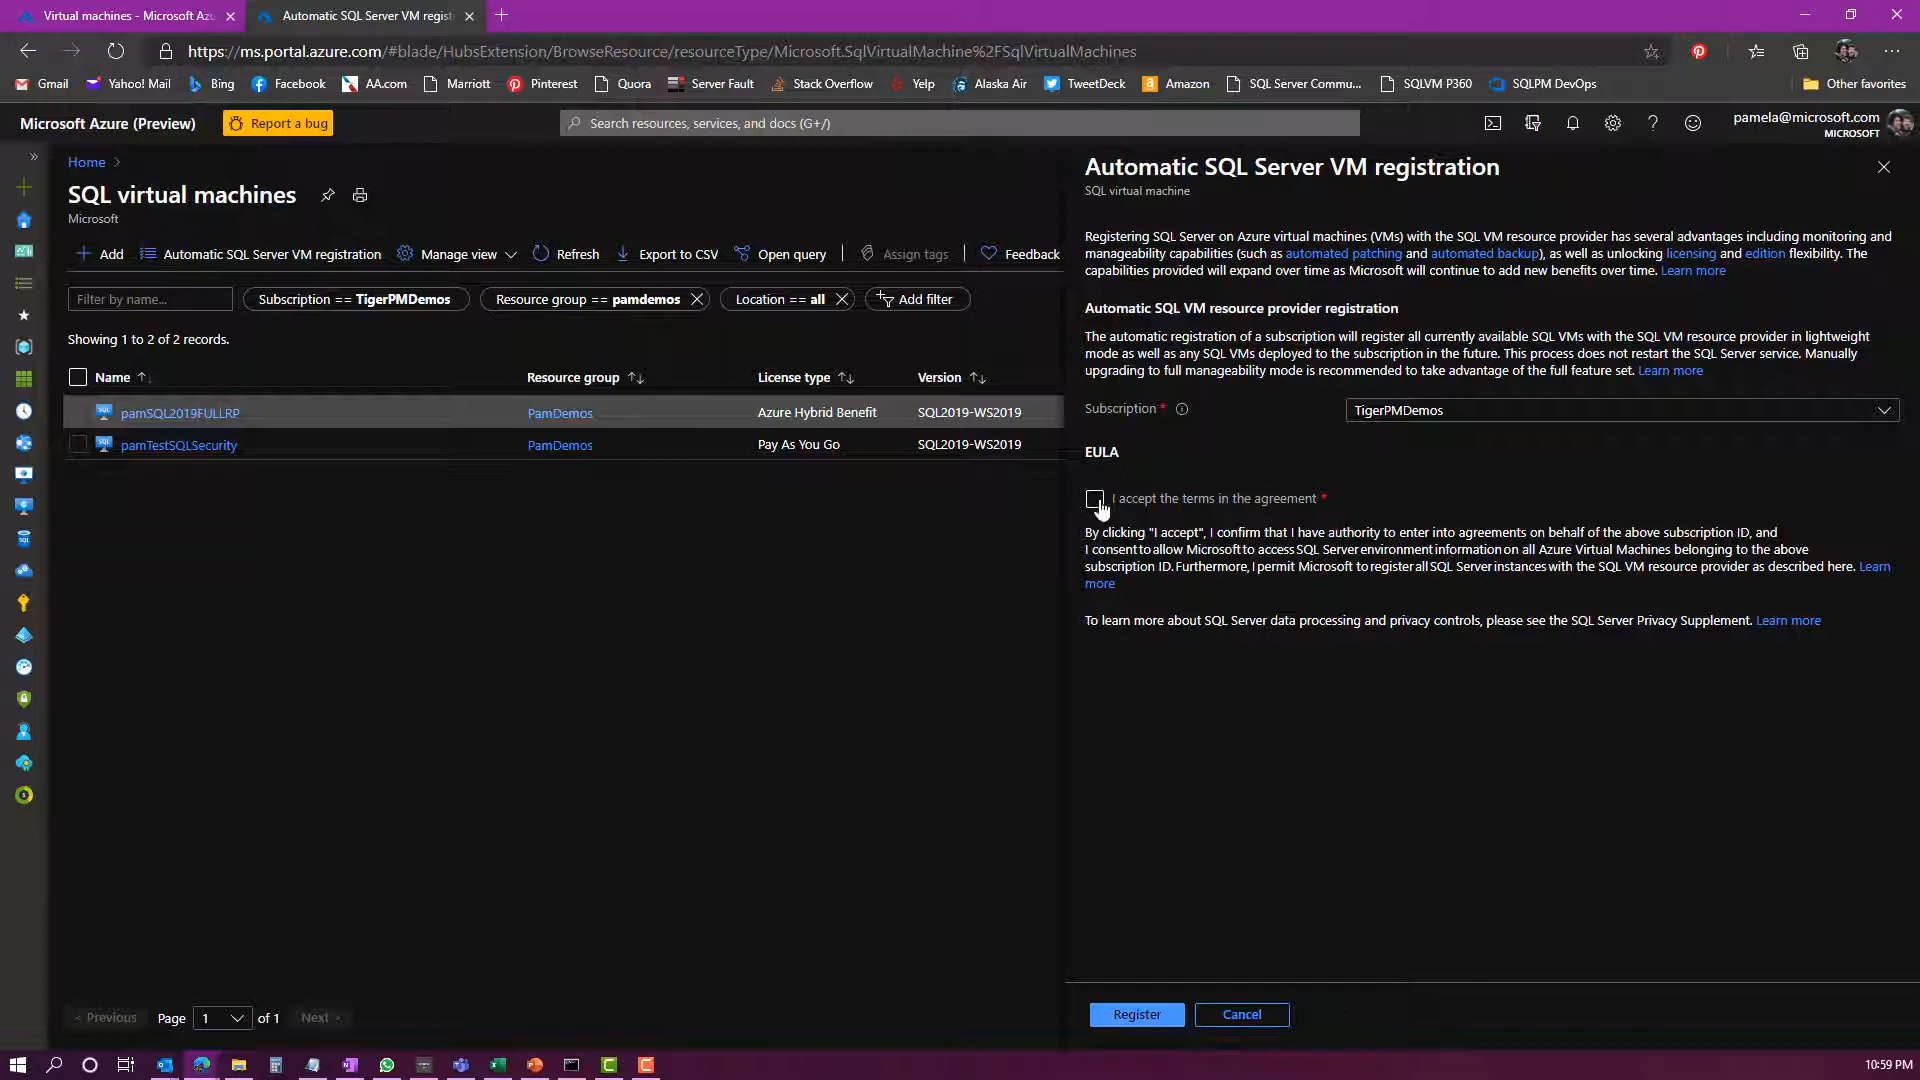 Virtual machines - Microsoft Azu
Automatic SQL Server VM regist
https://ms.portal.azure.com/#blade/HubsExtension/BrowseResource/resourceType/Microsoft.SqlVirtualMachine%2FSqlVirtualMachines
Gmail
Yahoo! Mail
Bing
Facebook
AA.com
Marriott
Pinterest
Quora
Server Fault
Stack Overflow
Yelp
Alaska Air
TweetDeck
Amazon
SQL Server Commu...
SQLVM P360
SQLPM DevOps
Other favorites
Microsoft Azure (Preview)
Report a bug
Search resources, services, and docs (G+/)
pamela@microsoft.com
MICROSOFT
Home
SQL virtual machines
Microsoft
Add
Automatic SQL Server VM registration
Manage view
Refresh
Export to CSV
Open query
Assign tags
Feedback
Filter by name...
Subscription == TigerPMDemos
Resource group == pamdemos
Location == all
Add filter
Showing 1 to 2 of 2 records.
Name Resource group License type Version
pamSQL2019FULLRP PamDemos Azure Hybrid Benefit SQL2019-WS2019
pamTestSQLSecurity PamDemos Pay As You Go SQL2019-WS2019
< Previous Page 1 of 1 Next >
Automatic SQL Server VM registration
SQL virtual machine
Registering SQL Server on Azure virtual machines (VMs) with the SQL VM resource provider has several advantages including monitoring and
manageability capabilities (such as automated patching and automated backup), as well as unlocking licensing and edition flexibility. The
capabilities provided will expand over time as Microsoft will continue to add new benefits over time. Learn more
Automatic SQL VM resource provider registration
The automatic registration of a subscription will register all currently available SQL VMs with the SQL VM resource provider in lightweight
mode as well as any SQL VMs deployed to the subscription in the future. This process does not restart the SQL Server service. Manually
upgrading to full manageability mode is recommended to take advantage of the full feature set. Learn more
Subscription * TigerPMDemos
EULA
I accept the terms in the agreement *
By clicking "I accept", I confirm that I have authority to enter into agreements on behalf of the above subscription ID, and
I consent to allow Microsoft to access SQL Server environment information on all Azure Virtual Machines belonging to the above
subscription ID. Furthermore, I permit Microsoft to register all SQL Server instances with the SQL VM resource provider as described here. Learn
more
To learn more about SQL Server data processing and privacy controls, please see the SQL Server Privacy Supplement. Learn more
Register
Cancel
10:59 PM